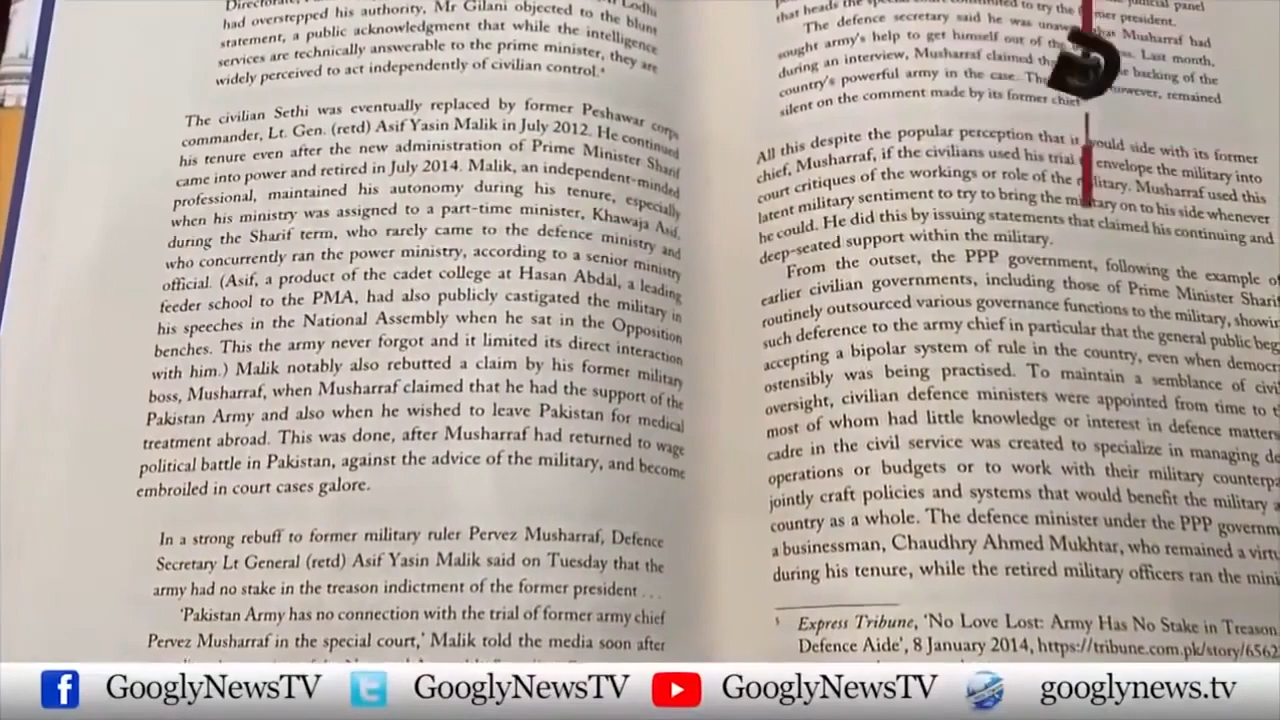 had overstepped his authority, Mr Gilani objected to the blunt
statement, a public acknowledgment that while the intelligence
services are technically answerable to the prime minister, they are
widely perceived to act independently of civilian control.⁴
The civilian Sethi was eventually replaced by former Peshawar corps
commander, Lt. Gen. (retd) Asif Yasin Malik in July 2012. He continued
his tenure even after the new administration of Prime Minister Sharif
came into power and retired in July 2014. Malik, an independent-minded
professional, maintained his autonomy during his tenure, especially
when his ministry was assigned to a part-time minister, Khawaja Asif,
during the Sharif term, who rarely came to the defence ministry and
who concurrently ran the power ministry, according to a senior ministry
official. (Asif, a product of the cadet college at Hasan Abdal, a leading
feeder school to the PMA, had also publicly castigated the military in
his speeches in the National Assembly when he sat in the Opposition
benches. This the army never forgot and it limited its direct interaction
with him.) Malik notably also rebutted a claim by his former military
boss, Musharraf, when Musharraf claimed that he had the support of the
Pakistan Army and also when he wished to leave Pakistan for medical
treatment abroad. This was done, after Musharraf had returned to wage
political battle in Pakistan, against the advice of the military, and become
embroiled in court cases galore.
In a strong rebuff to former military ruler Pervez Musharraf, Defence
Secretary Lt General (retd) Asif Yasin Malik said on Tuesday that the
army had no stake in the treason indictment of the former president . . .
'Pakistan Army has no connection with the trial of former army chief
Pervez Musharraf in the special court,' Malik told the media soon after
that heads the to try the president.
The defence secretary said he was Musharraf had
sought army's help to get himself out of the Last month,
during an interview, Musharraf claimed backing of the
country's powerful army in the case. however, remained
silent on the comment made by its former chief
All this despite the popular perception that it would side with its former
chief, Musharraf, if the civilians used his trial envelope the military into
court critiques of the workings or role of the military. Musharraf used this
latent military sentiment to try to bring the military on to his side whenever
he could. He did this by issuing statements that claimed his continuing and
deep-seated support within the military.
From the outset, the PPP government, following the example of
earlier civilian governments, including those of Prime Minister Sharif
routinely outsourced various governance functions to the military, showi
such deference to the army chief in particular that the general public beg
accepting a bipolar system of rule in the country, even when democr
ostensibly was being practised. To maintain a semblance of civi
oversight, civilian defence ministers were appointed from time to t
most of whom had little knowledge or interest in defence matters
cadre in the civil service was created to specialize in managing de
operations or budgets or to work with their military counterpa
jointly craft policies and systems that would benefit the military a
country as a whole. The defence minister under the PPP governm
a businessman, Chaudhry Ahmed Mukhtar, who remained a virtu
during his tenure, while the retired military officers ran the mini
⁵ Express Tribune, 'No Love Lost: Army Has No Stake in Treason
Defence Aide', 8 January 2014, https://tribune.com.pk/story/6562
GooglyNewsTV GooglyNewsTV GooglyNewsTV googlynews.tv